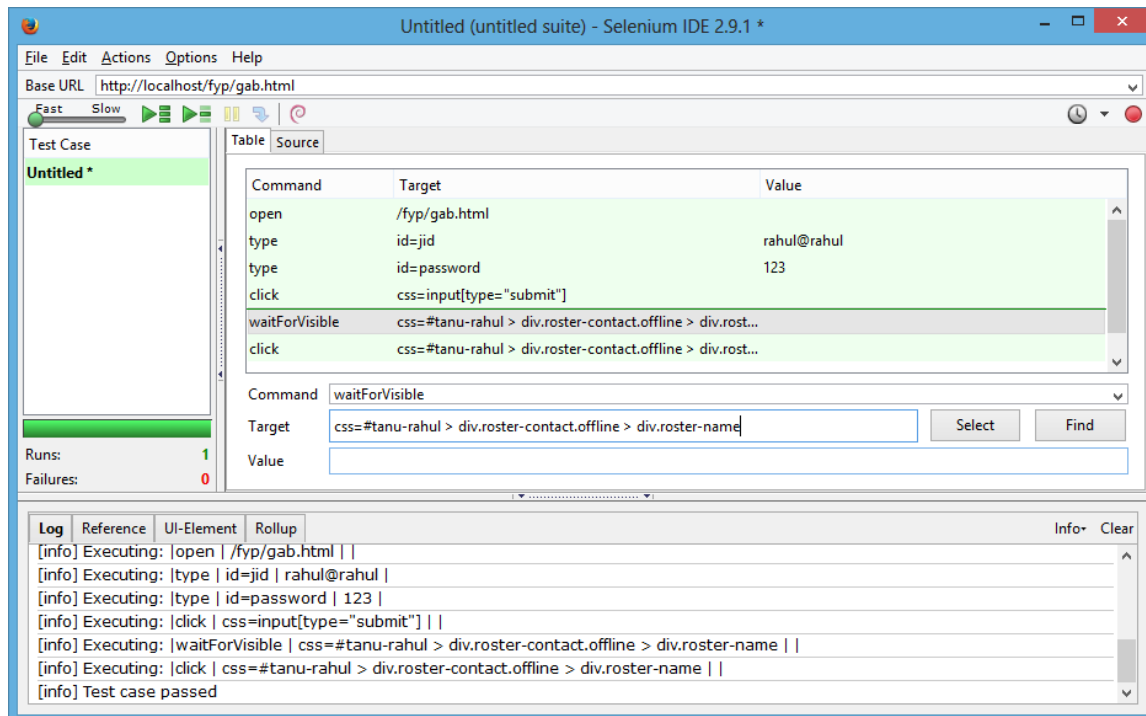 Untitled (untitled suite) - Selenium IDE 2.9.1 *
File Edit Actions Options Help
Base URL http://localhost/fyp/gab.html
Fast Slow
Test Case
Untitled *
Runs: 1
Failures: 0
Table Source
Command Target Value
open /fyp/gab.html
type id=jid rahul@rahul
type id=password 123
click css=input[type="submit"]
waitForVisible css=#tanu-rahul > div.roster-contact.offline > div.rost...
click css=#tanu-rahul > div.roster-contact.offline > div.rost...
Command waitForVisible
Target css=#tanu-rahul > div.roster-contact.offline > div.roster-name Select Find
Value
Log Reference UI-Element Rollup Info Clear
[info] Executing: |open | /fyp/gab.html | |
[info] Executing: |type | id=jid | rahul@rahul |
[info] Executing: |type | id=password | 123 |
[info] Executing: |click | css=input[type="submit"] | |
[info] Executing: |waitForVisible | css=#tanu-rahul > div.roster-contact.offline > div.roster-name | |
[info] Executing: |click | css=#tanu-rahul > div.roster-contact.offline > div.roster-name | |
[info] Test case passed